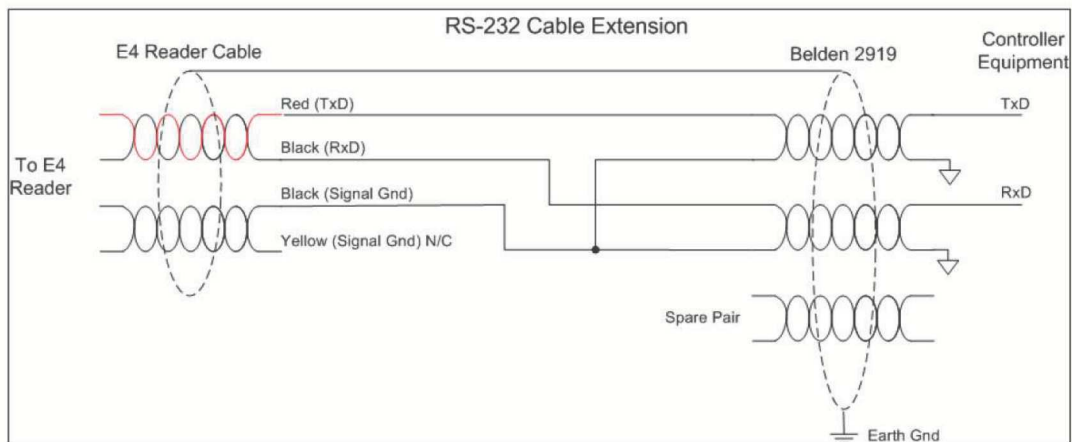 RS-232 Cable Extension
E4 Reader Cable
Belden 2919
Controller
Equipment
Red (TxD)
TxD
Black (RxD)
To E4
Reader
Black (Signal Gnd)
RxD
Yellow (Signal Gnd) N/C
Spare Pair
Earth Gnd